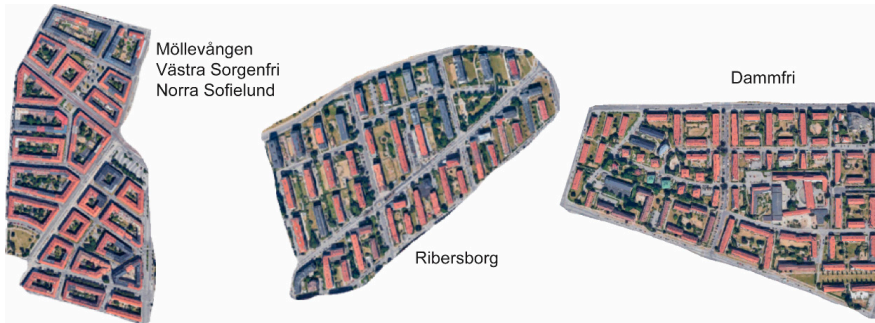 Möllevången
Västra Sorgenfri
Norra Sofielund
Ribersborg
Dammfri